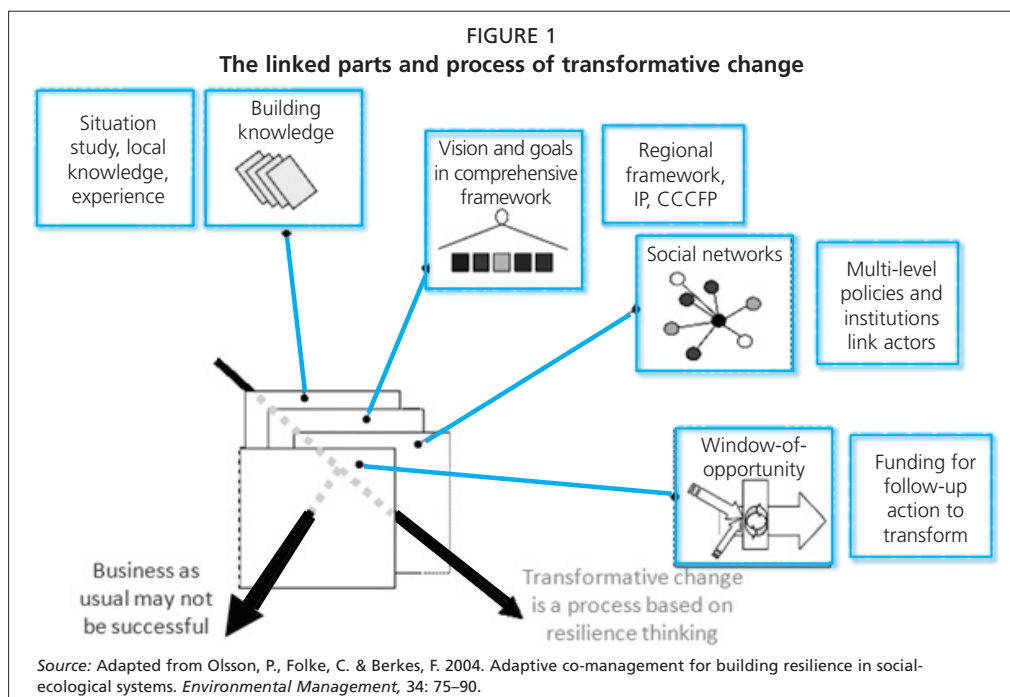 FIGURE 1
The linked parts and process of transformative change
Situation
study, local
knowledge,
experience
Building
knowledge
Vision and goals
in comprehensive
framework
Regional
framework,
IP, CCCFP
Social networks
Multi-level
policies and
institutions
link actors
Window-of-
opportunity
Funding for
follow-up
action to
transform
Business as
usual may not
be successful
Transformative change
is a process based on
resilience thinking
Source: Adapted from Olsson, P., Folke, C. & Berkes, F. 2004. Adaptive co-management for building resilience in social-
ecological systems. Environmental Management, 34: 75–90.